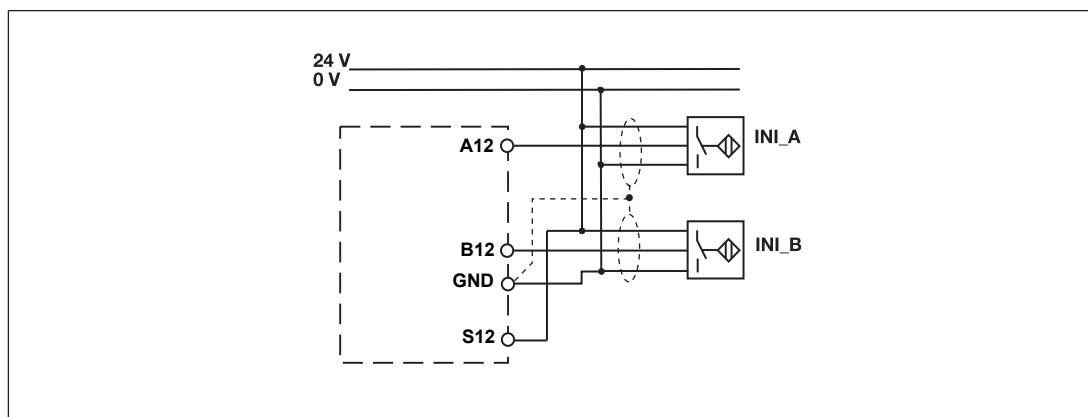 24 V
0 V
A12
INI_A
B12
INI_B
GND
S12